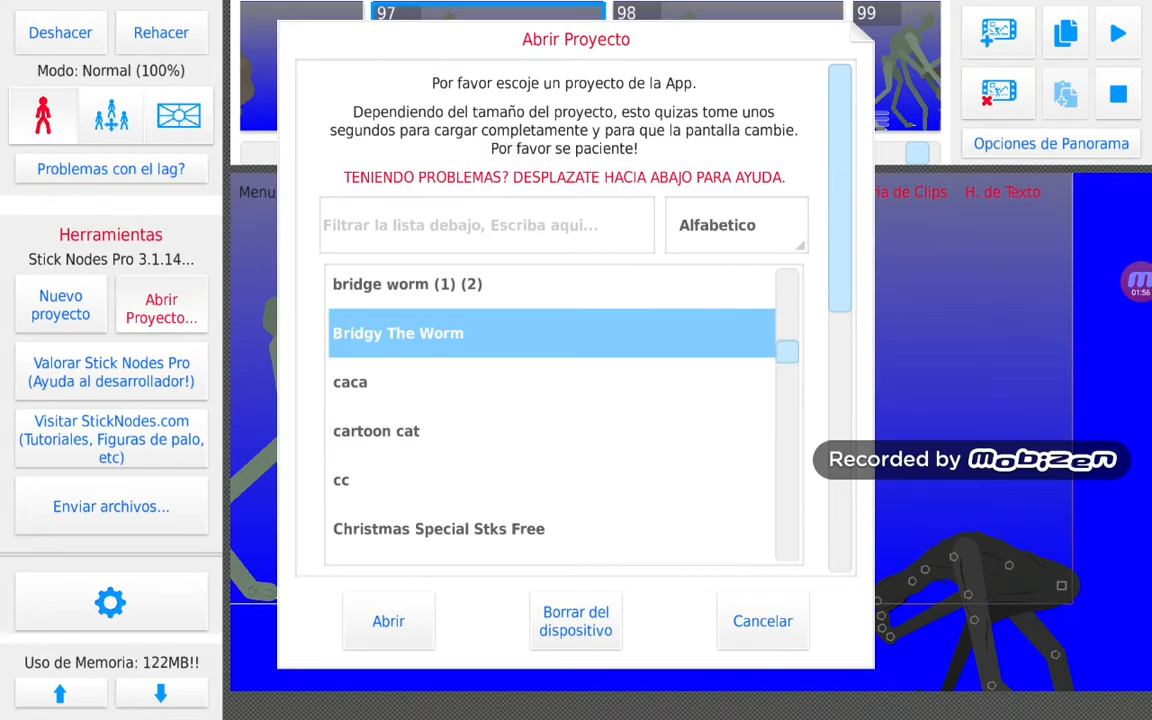 Deshacer
Rehacer
Modo: Normal (100%)
Problemas con el lag?
Herramientas
Stick Nodes Pro 3.1.14...
Nuevo
proyecto
Abrir
Proyecto...
Valorar Stick Nodes Pro
(Ayuda al desarrollador!)
Visitar StickNodes.com
(Tutoriales, Figuras de palo,
etc)
Enviar archivos...
Uso de Memoria: 122MB!!
97
98
99
Opciones de Panorama
Menu
ria de Clips
H. de Texto
Abrir Proyecto
Por favor escoje un proyecto de la App.
Dependiendo del tamaño del proyecto, esto quizas tome unos
segundos para cargar completamente y para que la pantalla cambie.
Por favor se paciente!
TENIENDO PROBLEMAS? DESPLAZATE HACIA ABAJO PARA AYUDA.
Filtrar la lista debajo, Escriba aqui...
Alfabetico
bridge worm (1) (2)
Bridgy The Worm
caca
cartoon cat
cc
Christmas Special Stks Free
Abrir
Borrar del
dispositivo
Cancelar
01:56
Recorded by mobizen